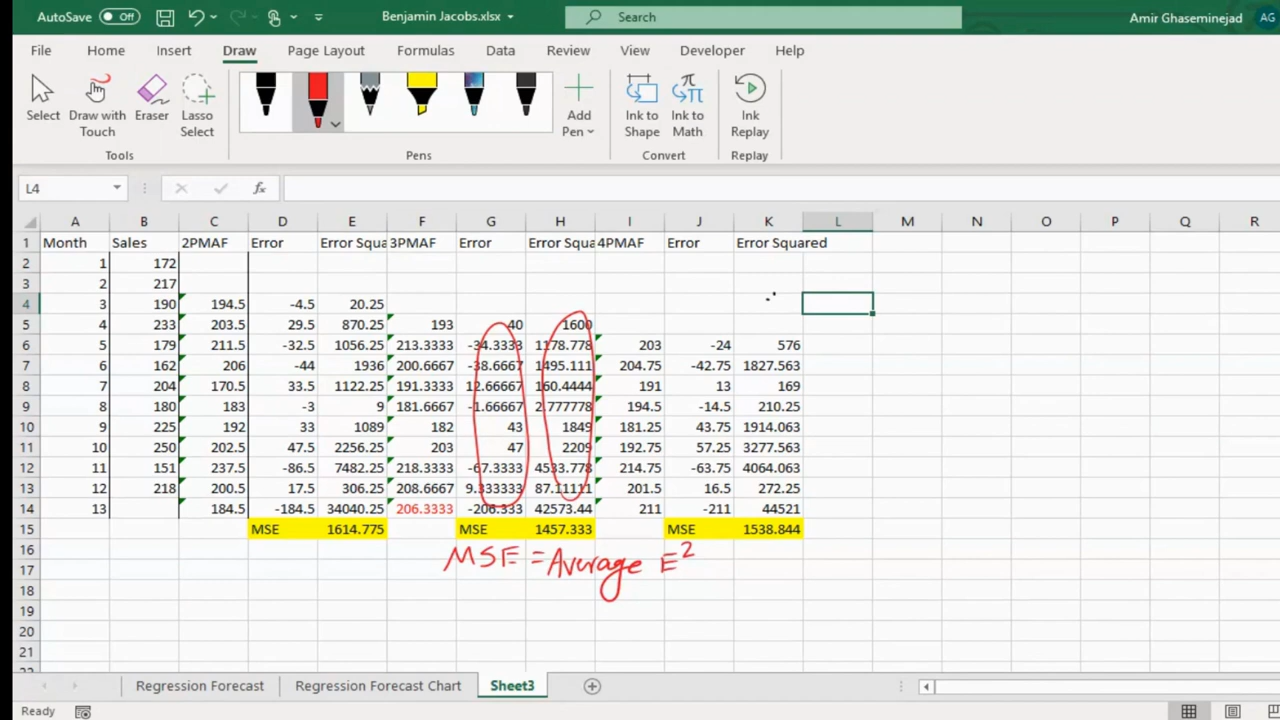 AutoSave Off Benjamin Jacobs.xlsx Search Amir Ghaseminejad AG
File Home Insert Draw Page Layout Formulas Data Review View Developer Help
Select Draw with Touch Eraser Lasso Select Add Pen Ink to Shape Ink to Math Ink Replay
Tools Pens Convert Replay
L4 fx
A B C D E F G H I J K L M N O P Q R
1 Month Sales 2PMAF Error Error Squa 3PMAF Error Error Squa 4PMAF Error Error Squared
2 1 172
3 2 217
4 3 190 194.5 -4.5 20.25
5 4 233 203.5 29.5 870.25 193 40 1600
6 5 179 211.5 -32.5 1056.25 213.3333 -34.3333 1178.778 203 -24 576
7 6 162 206 -44 1936 200.6667 -38.6667 1495.111 204.75 -42.75 1827.563
8 7 204 170.5 33.5 1122.25 191.3333 12.66667 160.4444 191 13 169
9 8 180 183 -3 9 181.6667 -1.66667 2.777778 194.5 -14.5 210.25
10 9 225 192 33 1089 182 43 1849 181.25 43.75 1914.063
11 10 250 202.5 47.5 2256.25 203 47 2209 192.75 57.25 3277.563
12 11 151 237.5 -86.5 7482.25 218.3333 -67.3333 4533.778 214.75 -63.75 4064.063
13 12 218 200.5 17.5 306.25 208.6667 9.333333 87.11111 201.5 16.5 272.25
14 13 184.5 -184.5 34040.25 206.3333 -206.333 42573.44 211 -211 44521
15 MSE 1614.775 MSE 1457.333 MSE 1538.844
16
MSE = Average E²
17
18
19
20
21
22
Regression Forecast Regression Forecast Chart Sheet3
Ready